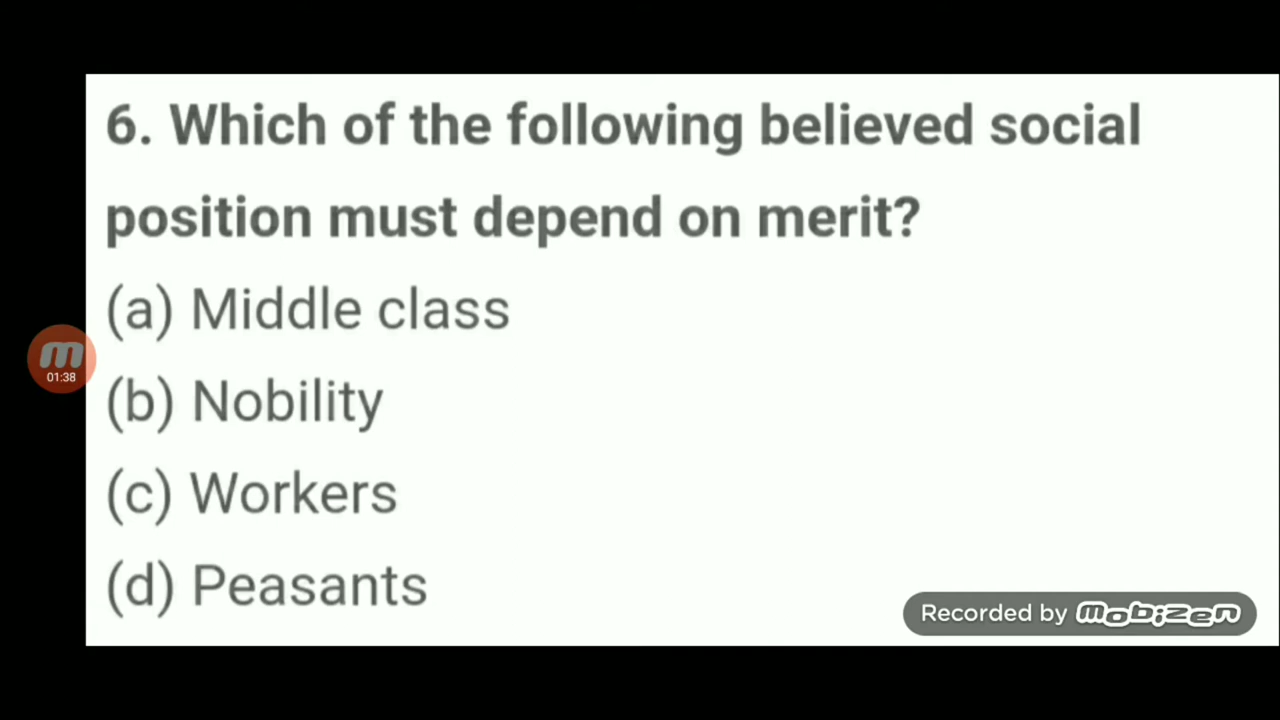 6. Which of the following believed social
position must depend on merit?
(a) Middle class
(b) Nobility
(c) Workers
(d) Peasants
m
01:38
Recorded by Mobizen